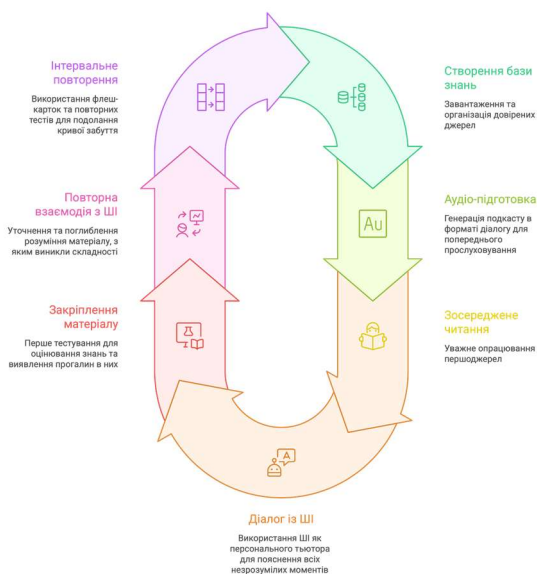 Інтервальне
повторення
Використання флеш-
карток та повторних
тестів для подолання
кривої забуття
Створення бази
знань
Завантаження та
організація довірених
джерел
Повторна
взаємодія з ШІ
Уточнення та поглиблення
розуміння матеріалу, з
яким виникли складності
Аудіо-підготовка
Генерація подкасту в
форматі діалогу для
попереднього
прослуховування
Au
Закріплення
матеріалу
Перше тестування для
оцінювання знань та
виявлення прогалин в них
Зосереджене
читання
Уважне опрацювання
першоджерел
A
Діалог із ШІ
Використання ШІ як
персонального тьютора
для пояснення всіх
незрозумілих моментів